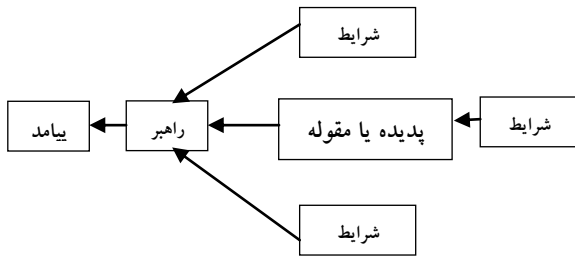 شرایط
شرایط
پدیده یا مقوله
راهبر
پیامد
شرایط